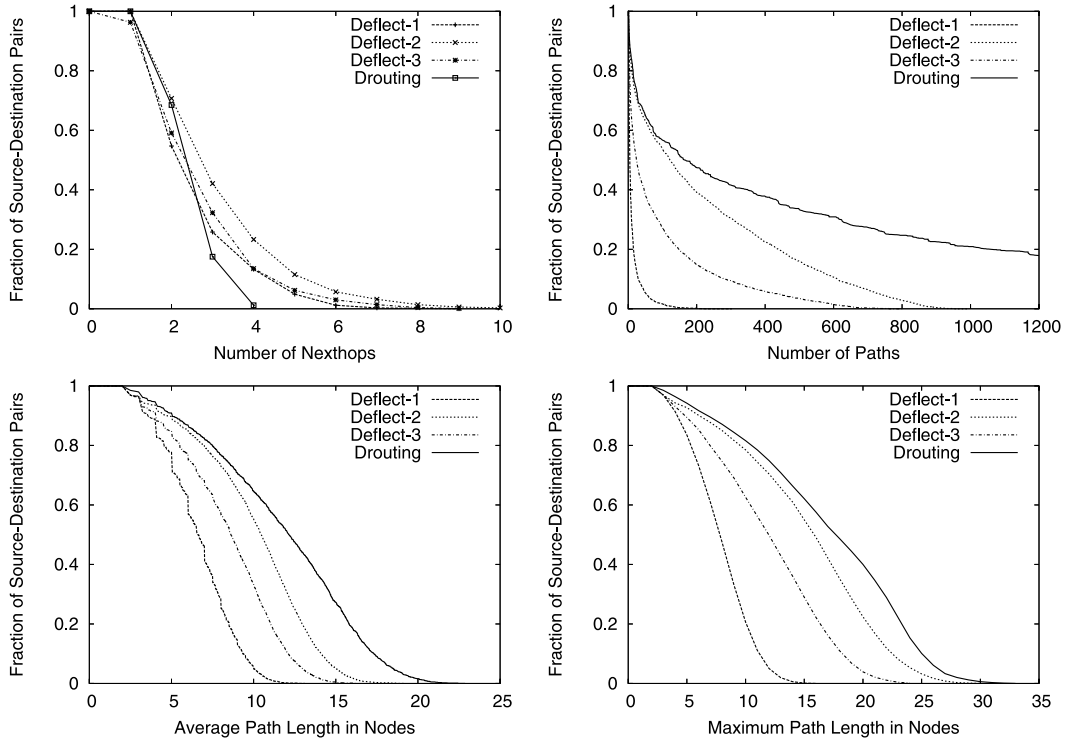 Fraction of Source-Destination Pairs
1
0.8
0.6
0.4
0.2
0
0 2 4 6 8 10
Number of Nexthops
Deflect-1
Deflect-2
Deflect-3
Drouting
Fraction of Source-Destination Pairs
1
0.8
0.6
0.4
0.2
0
0 200 400 600 800 1000 1200
Number of Paths
Deflect-1
Deflect-2
Deflect-3
Drouting
Fraction of Source-Destination Pairs
1
0.8
0.6
0.4
0.2
0
0 5 10 15 20 25
Average Path Length in Nodes
Deflect-1
Deflect-2
Deflect-3
Drouting
Fraction of Source-Destination Pairs
1
0.8
0.6
0.4
0.2
0
0 5 10 15 20 25 30 35
Maximum Path Length in Nodes
Deflect-1
Deflect-2
Deflect-3
Drouting